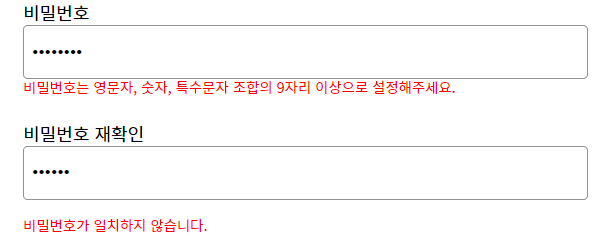 비밀번호
••••••••
비밀번호는 영문자, 숫자, 특수문자 조합의 9자리 이상으로 설정해주세요.
비밀번호 재확인
••••••
비밀번호가 일치하지 않습니다.